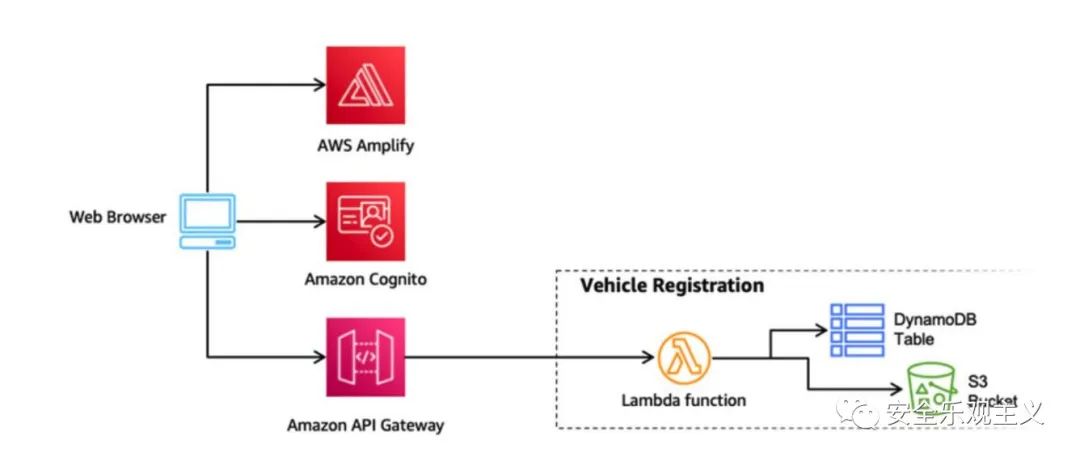 AWS Amplify
Web Browser
Amazon Cognito
Vehicle Registration
DynamoDB
Table
Lambda function
S3
Bucket
Amazon API Gateway
安全乐观主义